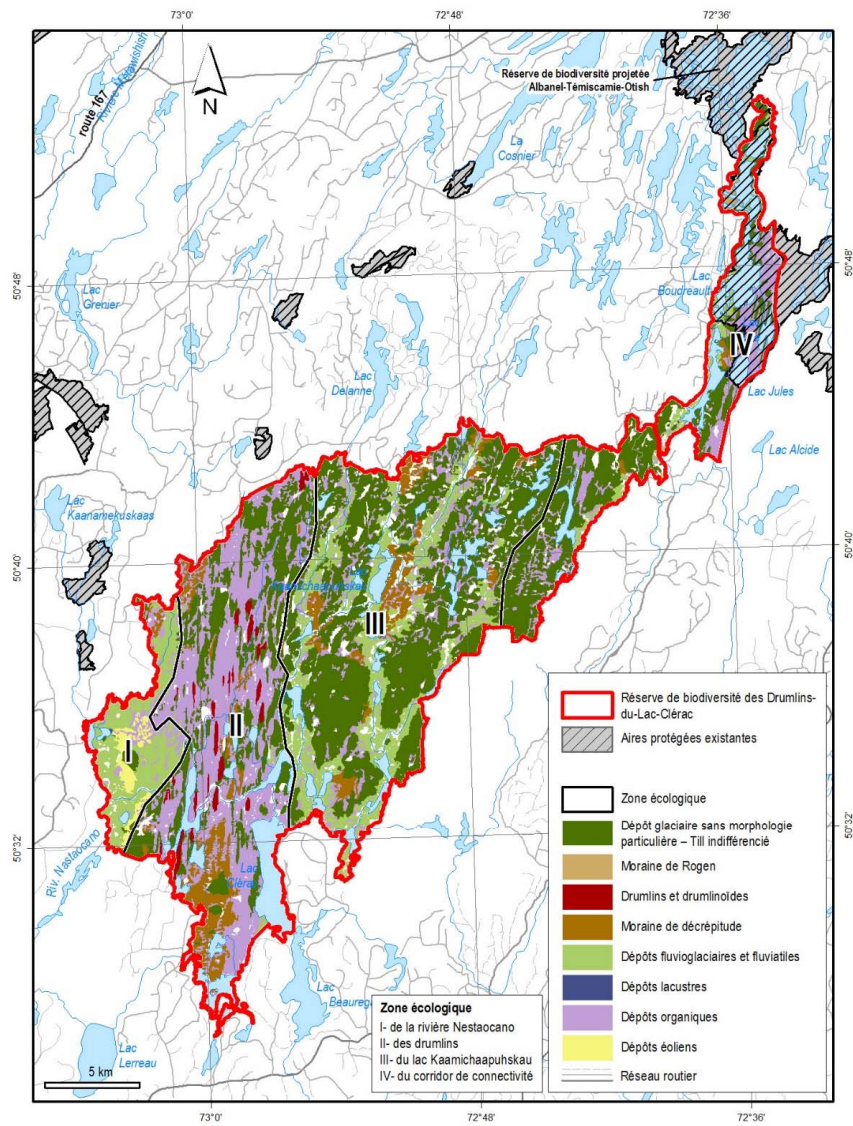 73°0' 72°48' 72°36'
Réserve de biodiversité projetée
Albanel-Témiscamie-Otish
N
route 167
La
Cosnier
50°48'
50°48'
Lac
Grenier
Lac
Boudreault
IV
Lac
Delanne
Lac Jules
Lac Alcide
Lac
Kaanamekuskaas
50°40'
50°40'
III
II
I
50°32'
50°32'
Riv. Nastaocano
Lac
Clérac
Lac
Lac
Lerreau
5 km
Réserve de biodiversité des Drumlins-
du-Lac-Clérac
Aires protégées existantes
Zone écologique
Dépôt glaciaire sans morphologie
particulière – Till indifférencié
Moraine de Rogen
Drumlins et drumlinoïdes
Moraine de décrépitude
Dépôts fluvioglaciaires et fluviatiles
Dépôts lacustres
Dépôts organiques
Dépôts éoliens
Réseau routier
Zone écologique
I- de la rivière Nestaocano
II- des drumlins
III- du lac Kaamichaapuhskau
IV- du corridor de connectivité
73°0' 72°48' 72°36'